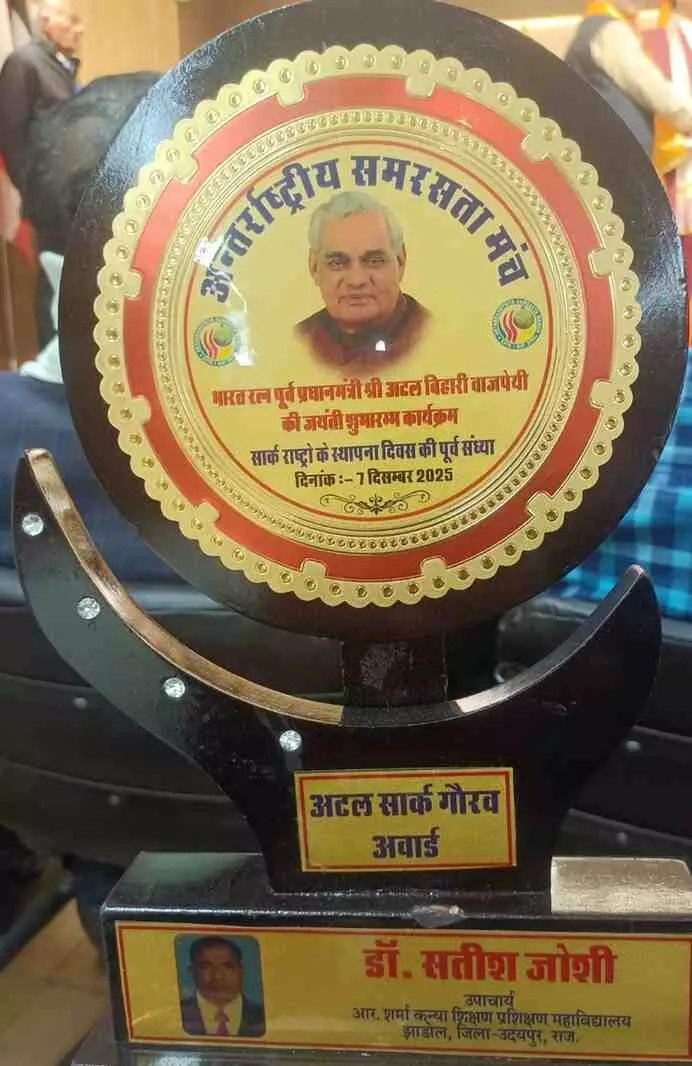 अन्तर्राष्ट्रीय समरसता मंच
भारत रत्न पूर्व प्रधानमंत्री श्री अटल बिहारी वाजपेयी
की जयंती शुभारम्भ कार्यक्रम
सार्क राष्ट्रो के स्थापना दिवस की पूर्व संध्या
दिनांक :- 7 दिसम्बर 2025
अटल सार्क गौरव
अवार्ड
डॉ. सतीश जोशी
उपाचार्य
आर. शर्मा कन्या शिक्षण प्रशिक्षण महाविद्यालय
झाडोल, जिला-उदयपुर, राज.